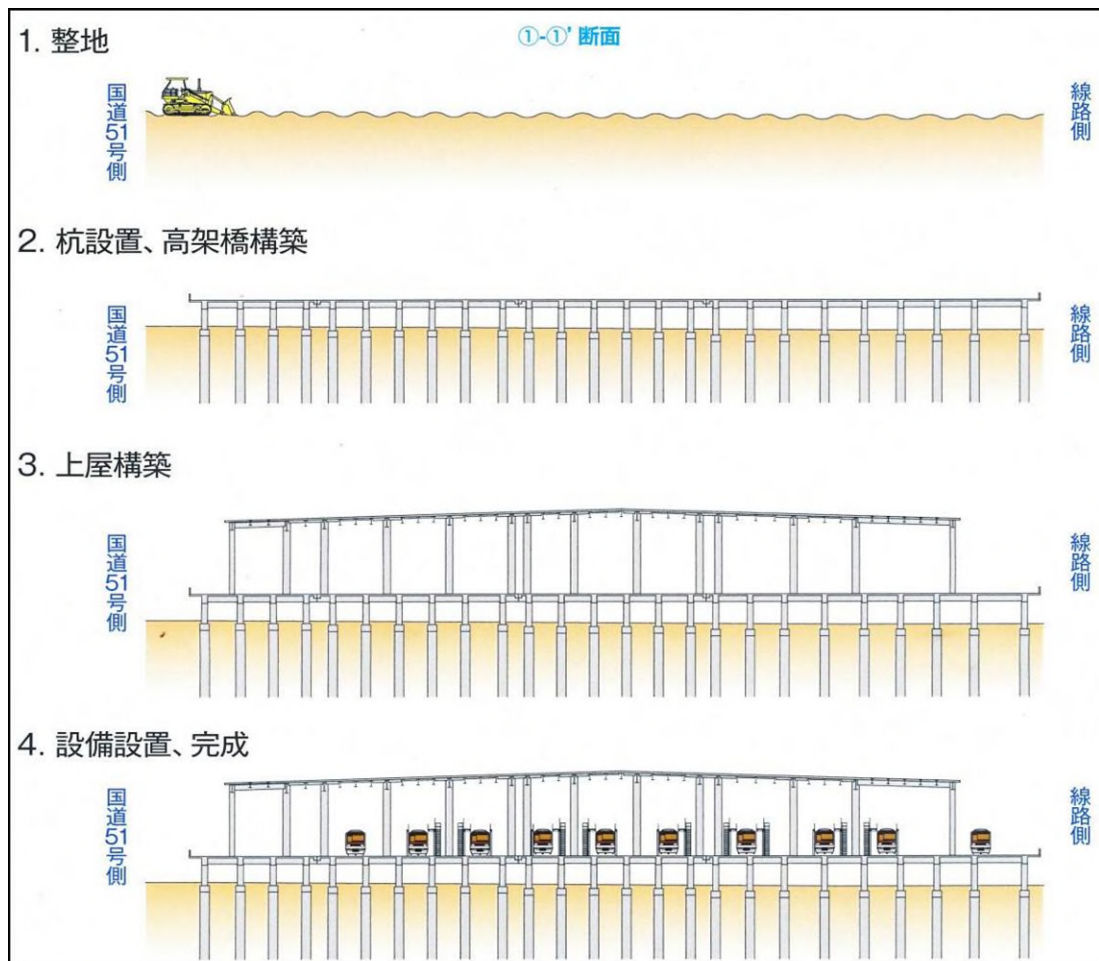 ①-①' 断面
1. 整地
国道51号側
線路側
2. 杭設置、高架橋構築
国道51号側
線路側
3. 上屋構築
国道51号側
線路側
4. 設備設置、完成
国道51号側
線路側